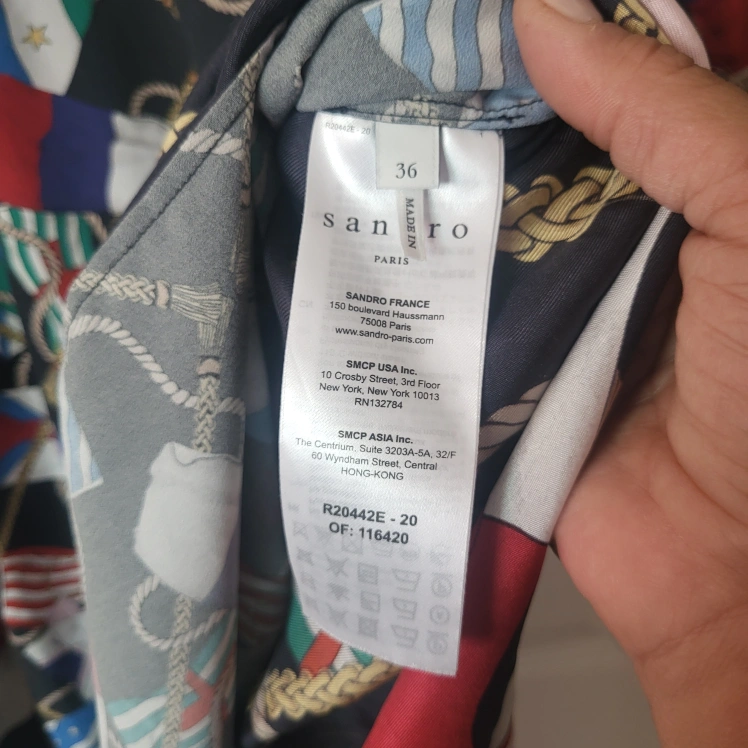 R20442E - 20
36
MADE IN
san ro
PARIS
SANDRO FRANCE
150 boulevard Haussmann
75008 Paris
www.sandro-paris.com
SMCP USA Inc.
10 Crosby Street, 3rd Floor
New York, New York 10013
RN132784
SMCP ASIA Inc.
The Centrium, Suite 3203A-5A, 32/F
60 Wyndham Street, Central
HONG-KONG
R20442E - 20
OF: 116420